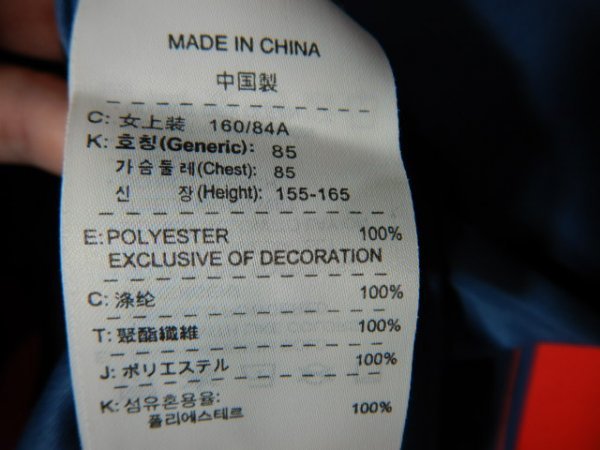 MADE IN CHINA
中国製
C: 女上装 160/84A
K: 호칭(Generic): 85
가슴둘레(Chest): 85
신 장(Height): 155-165
E: POLYESTER 100%
EXCLUSIVE OF DECORATION
C: 涤纶 100%
T: 聚酯纖維 100%
J: ポリエステル 100%
K: 섬유혼용율: 100%
폴리에스테르